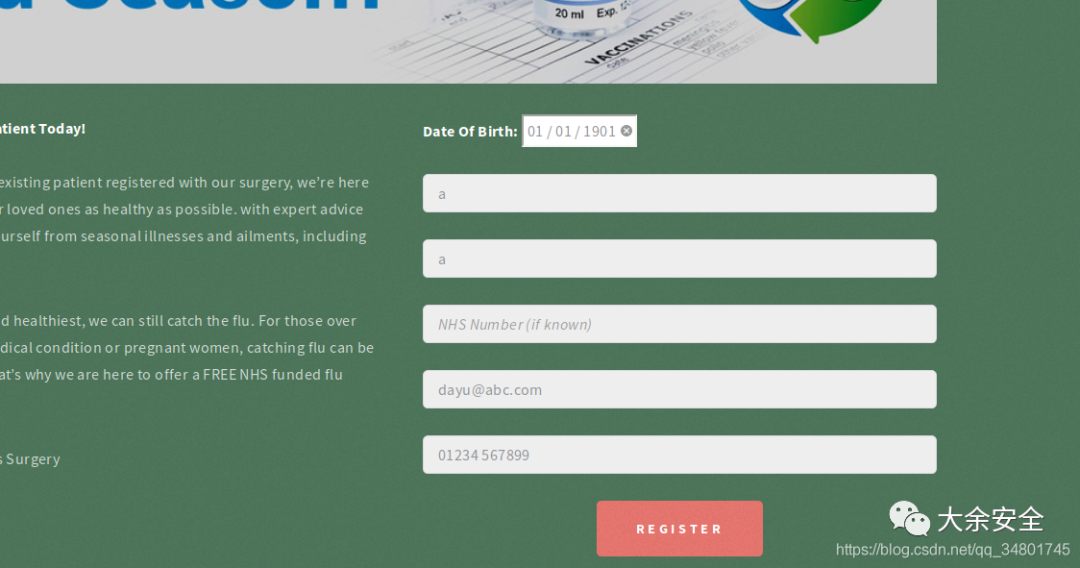 20 ml Exp.
VACCINATIONS
date
atient Today!
existing patient registered with our surgery, we're here
r loved ones as healthy as possible. with expert advice
urself from seasonal illnesses and ailments, including
d healthiest, we can still catch the flu. For those over
dical condition or pregnant women, catching flu can be
at's why we are here to offer a FREE NHS funded flu
s Surgery
Date Of Birth: 01 / 01 / 1901
a
a
NHS Number (if known)
dayu@abc.com
01234 567899
REGISTER
大余安全
https://blog.csdn.net/qq_34801745